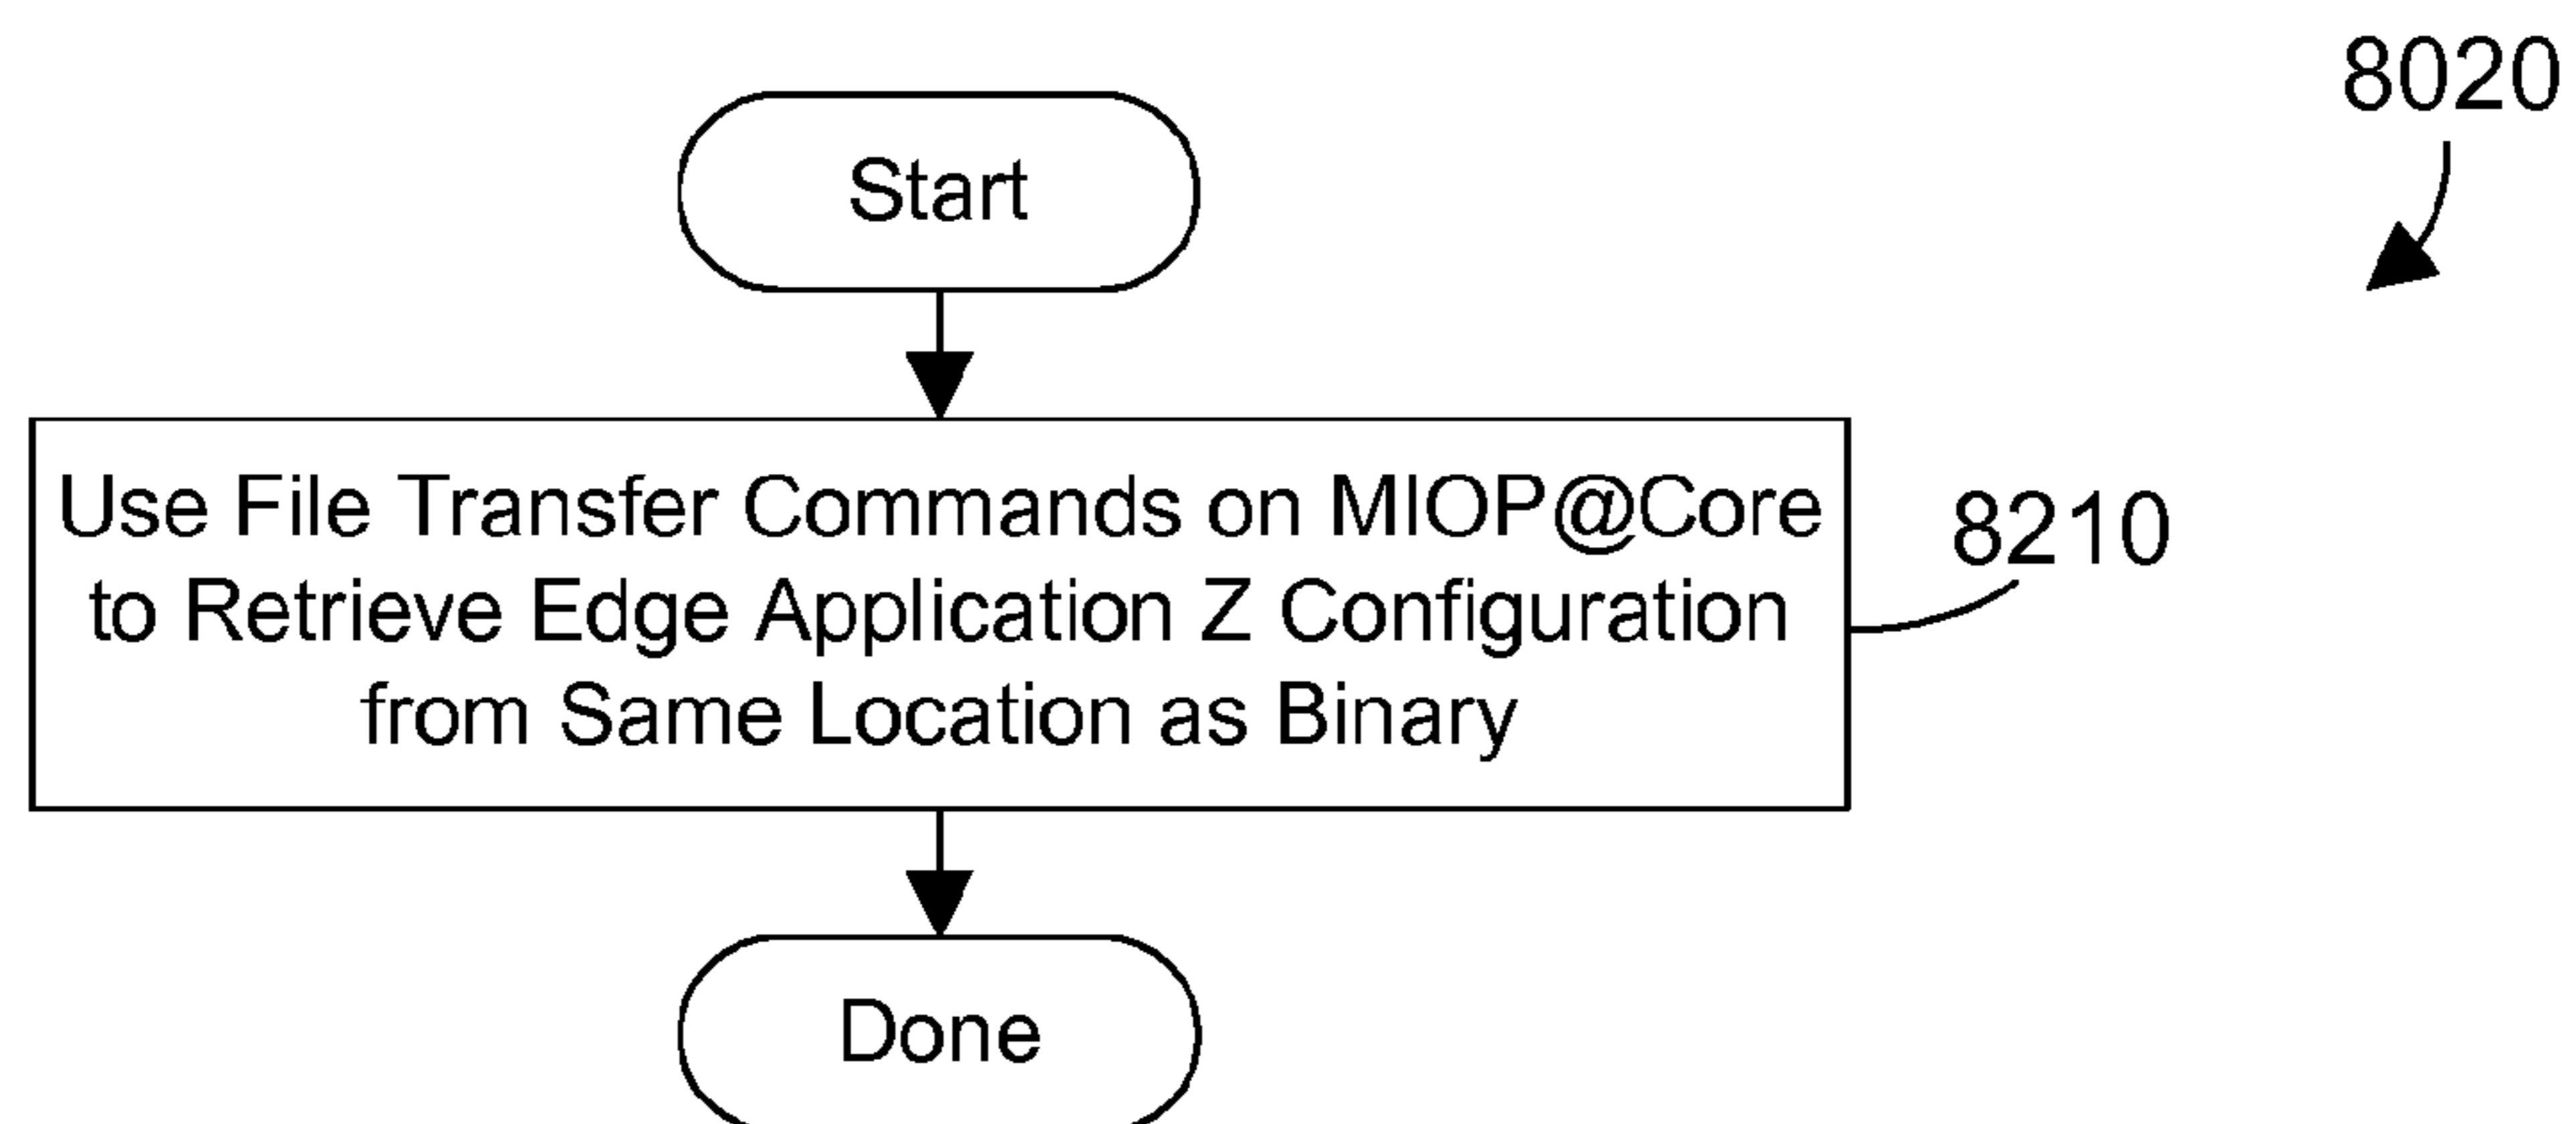 8020
Start
Use File Transfer Commands on MIOP@Core
to Retrieve Edge Application Z Configuration
from Same Location as Binary
8210
Done